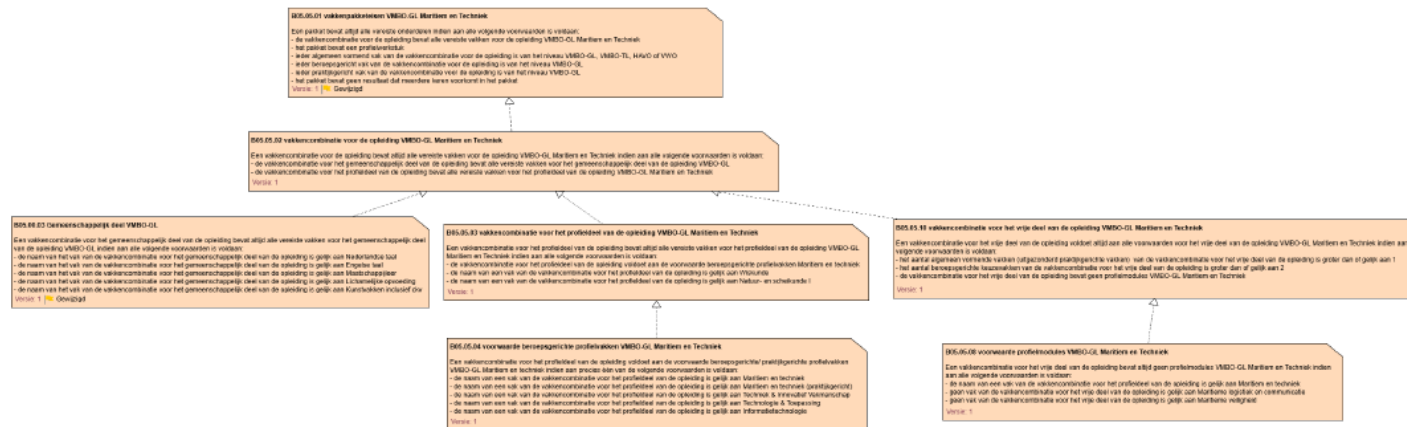 B05.05.01 vakkenpakketeisen VMBO-GL Maritiem en Techniek
Een pakket bevat altijd alle vereiste onderdelen indien aan alle volgende voorwaarden is voldaan:
- de vakkencombinatie voor de opleiding bevat alle vereiste vakken voor de opleiding VMBO-GL Maritiem en Techniek
- het pakket bevat een profielwerkstuk
- ieder algemeen vormend vak van de vakkencombinatie voor de opleiding is van het niveau VMBO-GL, VMBO-TL, HAVO of VWO
- ieder beroepsgericht vak van de vakkencombinatie voor de opleiding is van het niveau VMBO-GL
- ieder praktijkgericht vak van de vakkencombinatie voor de opleiding is van het niveau VMBO-GL
- het pakket bevat geen resultaat dat meerdere keren voorkomt in het pakket
Versie: 1 Gewijzigd
B05.05.02 vakkencombinatie voor de opleiding VMBO-GL Maritiem en Techniek
Een vakkencombinatie voor de opleiding bevat altijd alle vereiste vakken voor de opleiding VMBO-GL Maritiem en Techniek indien aan alle volgende voorwaarden is voldaan:
- de vakkencombinatie voor het gemeenschappelijk deel van de opleiding bevat alle vereiste vakken voor het gemeenschappelijk deel van de opleiding VMBO-GL
- de vakkencombinatie voor het profieldeel van de opleiding bevat alle vereiste vakken voor het profieldeel van de opleiding VMBO-GL Maritiem en Techniek
Versie: 1
B05.00.03 Gemeenschappelijk deel VMBO-GL
Een vakkencombinatie voor het gemeenschappelijk deel van de opleiding bevat altijd alle vereiste vakken voor het gemeenschappelijk deel
van de opleiding VMBO-GL indien aan alle volgende voorwaarden is voldaan:
- de naam van het vak van de vakkencombinatie voor het gemeenschappelijk deel van de opleiding is gelijk aan Nederlandse taal
- de naam van het vak van de vakkencombinatie voor het gemeenschappelijk deel van de opleiding is gelijk aan Engelse taal
- de naam van het vak van de vakkencombinatie voor het gemeenschappelijk deel van de opleiding is gelijk aan Maatschappijleer
- de naam van het vak van de vakkencombinatie voor het gemeenschappelijk deel van de opleiding is gelijk aan Lichamelijke opvoeding
- de naam van het vak van de vakkencombinatie voor het gemeenschappelijk deel van de opleiding is gelijk aan Kunstvakken inclusief ckv
Versie: 1 Gewijzigd
B05.05.03 vakkencombinatie voor het profieldeel van de opleiding VMBO-GL Maritiem en Techniek
Een vakkencombinatie voor het profieldeel van de opleiding bevat altijd alle vereiste vakken voor het profieldeel van de opleiding VMBO-GL
Maritiem en Techniek indien aan alle volgende voorwaarden is voldaan:
- de vakkencombinatie voor het profieldeel van de opleiding voldoet aan de voorwaarde beroepsgerichte profielvakken Maritiem en techniek
- de naam van een vak van de vakkencombinatie voor het profieldeel van de opleiding is gelijk aan Wiskunde
- de naam van een vak van de vakkencombinatie voor het profieldeel van de opleiding is gelijk aan Natuur- en scheikunde I
Versie: 1
B05.05.10 vakkencombinatie voor het vrije deel van de opleiding VMBO-GL Maritiem en Techniek
Een vakkencombinatie voor het vrije deel van de opleiding voldoet altijd aan alle voorwaarden voor het vrije deel van de opleiding VMBO-GL Maritiem en Techniek indien aan
volgende voorwaarden is voldaan:
- het aantal algemeen vormende vakken (uitgezonderd praktijkgerichte vakken) van de vakkencombinatie voor het vrije deel van de opleiding is groter dan of gelijk aan 1
- het aantal beroepsgerichte keuzevakken van de vakkencombinatie voor het vrije deel van de opleiding is groter dan of gelijk aan 2
- de vakkencombinatie voor het vrije deel van de opleiding bevat geen profielmodules VMBO-GL Maritiem en Techniek
Versie: 1
B05.05.04 voorwaarde beroepsgerichte profielvakken VMBO-GL Maritiem en Techniek
Een vakkencombinatie voor het profieldeel van de opleiding voldoet aan de voorwaarde beroepsgerichte/ praktijkgerichte profielvakken
VMBO-GL Maritiem en techniek indien aan precies één van de volgende voorwaarden is voldaan:
- de naam van een vak van de vakkencombinatie voor het profieldeel van de opleiding is gelijk aan Maritiem en techniek
- de naam van een vak van de vakkencombinatie voor het profieldeel van de opleiding is gelijk aan Maritiem en techniek (praktijkgericht)
- de naam van een vak van de vakkencombinatie voor het profieldeel van de opleiding is gelijk aan Techniek & Innovatief Vakmanschap
- de naam van een vak van de vakkencombinatie voor het profieldeel van de opleiding is gelijk aan Technologie & Toepassing
- de naam van een vak van de vakkencombinatie voor het profieldeel van de opleiding is gelijk aan Informatietechnologie
Versie: 1
B05.05.08 voorwaarde profielmodules VMBO-GL Maritiem en Techniek
Een vakkencombinatie voor het vrije deel van de opleiding bevat altijd geen profielmodules VMBO-GL Maritiem en Techniek indien
aan alle volgende voorwaarden is voldaan:
- de naam van een vak van de vakkencombinatie voor het profieldeel van de opleiding is gelijk aan Maritiem en techniek
- geen vak van de vakkencombinatie voor het vrije deel van de opleiding is gelijk aan Maritieme logistiek en communicatie
- geen vak van de vakkencombinatie voor het vrije deel van de opleiding is gelijk aan Maritieme veiligheid
Versie: 1